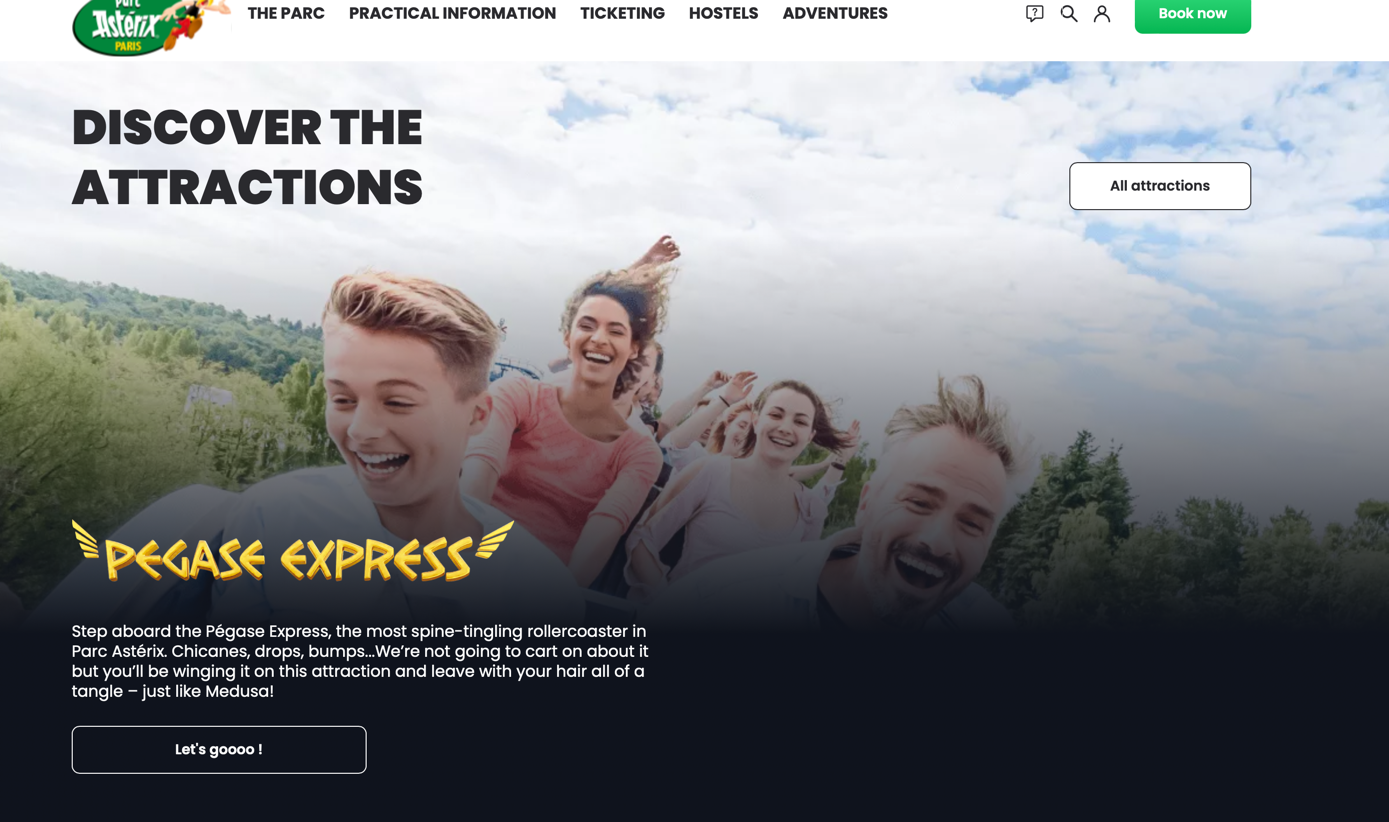 Parc
Astérix
PARIS
THE PARC PRACTICAL INFORMATION TICKETING HOSTELS ADVENTURES
?
Book now
DISCOVER THE
ATTRACTIONS
All attractions
PEGASE EXPRESS
Step aboard the Pégase Express, the most spine-tingling rollercoaster in
Parc Astérix. Chicanes, drops, bumps...We’re not going to cart on about it
but you’ll be winging it on this attraction and leave with your hair all of a
tangle – just like Medusa!
Let's goooo !